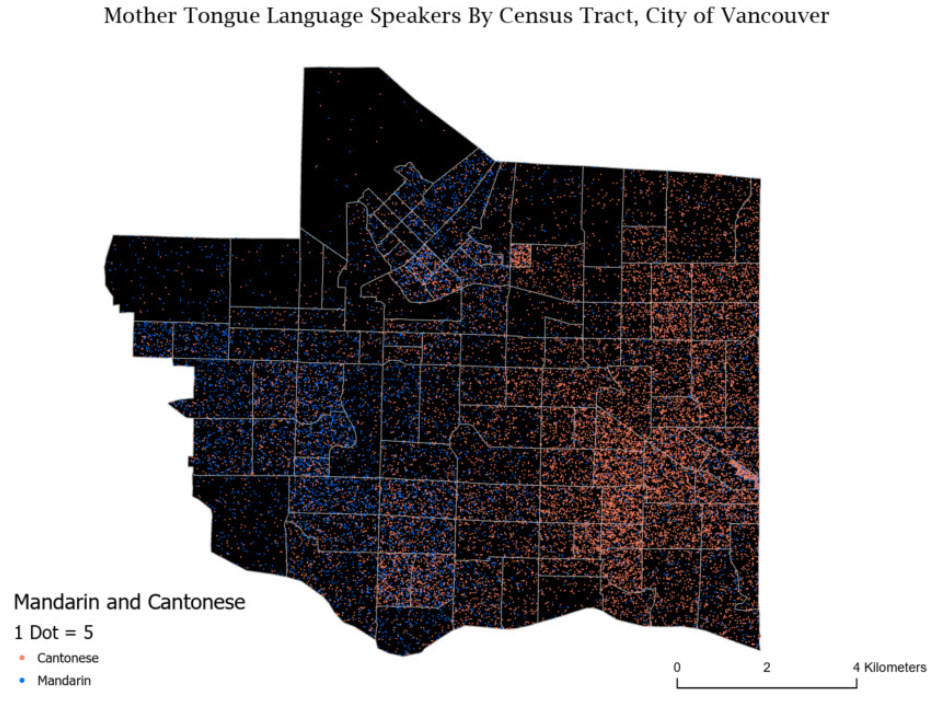 Mother Tongue Language Speakers By Census Tract, City of Vancouver
Mandarin and Cantonese
1 Dot = 5
Cantonese
Mandarin
0 2 4 Kilometers